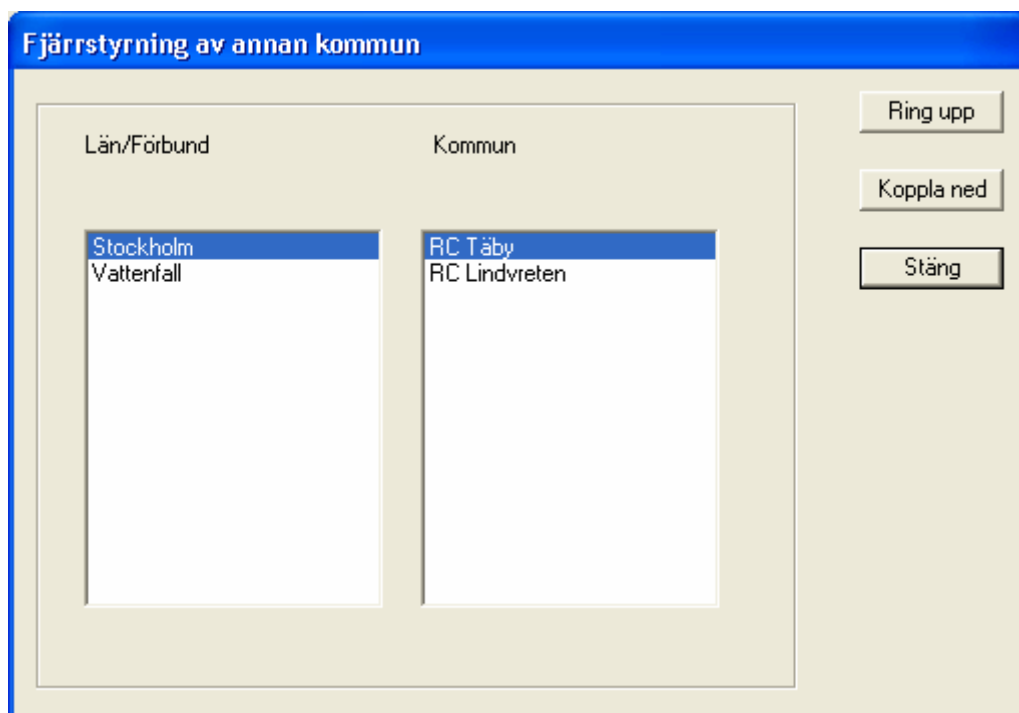 Fjärrstyrning av annan kommun
Län/Förbund
Stockholm
Vattenfall
Kommun
RC Täby
RC Lindvreten
Ring upp
Koppla ned
Stäng